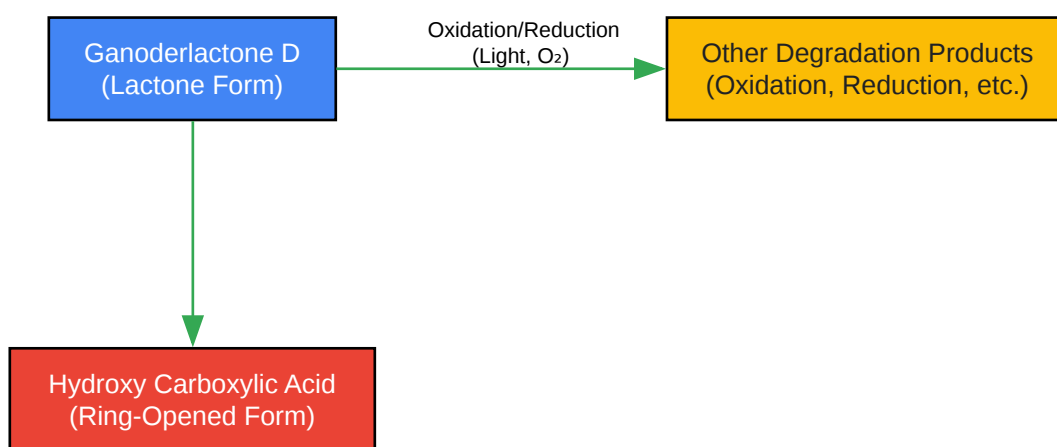 Ganoderlactone D
(Lactone Form)
Oxidation/Reduction
(Light, O₂)
Other Degradation Products
(Oxidation, Reduction, etc.)
Hydroxy Carboxylic Acid
(Ring-Opened Form)